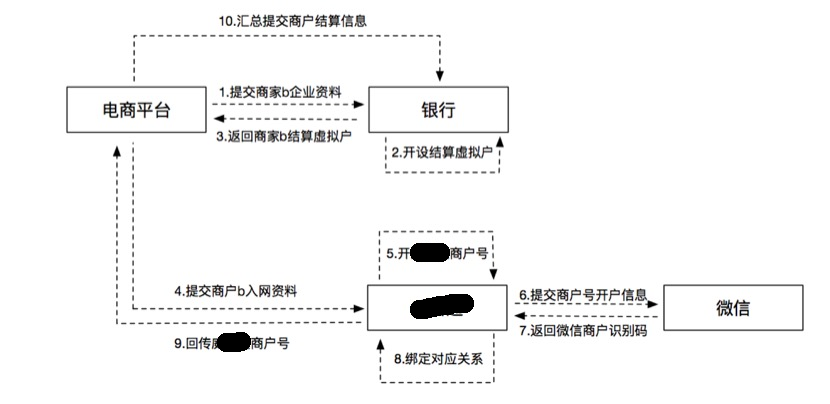 10.汇总提交商户结算信息
电商平台
1.提交商家b企业资料
银行
3.返回商家b结算虚拟户
2.开设结算虚拟户
5.开 商户号
4.提交商户b入网资料
6.提交商户号开户信息
微信
7.返回微信商户识别码
9.回传 商户号
8.绑定对应关系